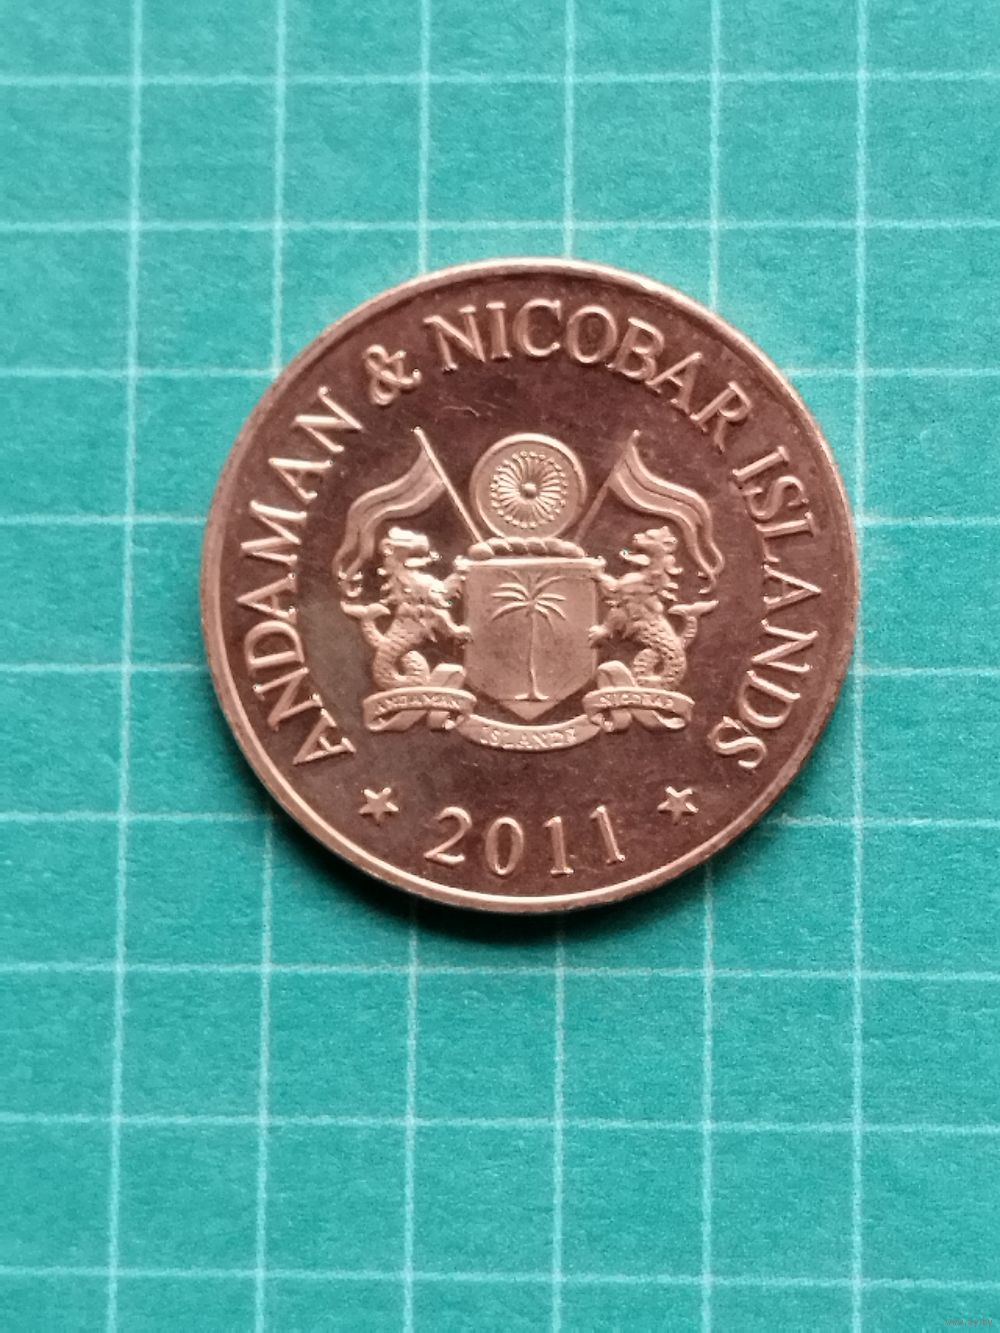 ANDAMAN & NICOBAR ISLANDS
ANDAMAN
ISLANDS
NICOBAR
2011